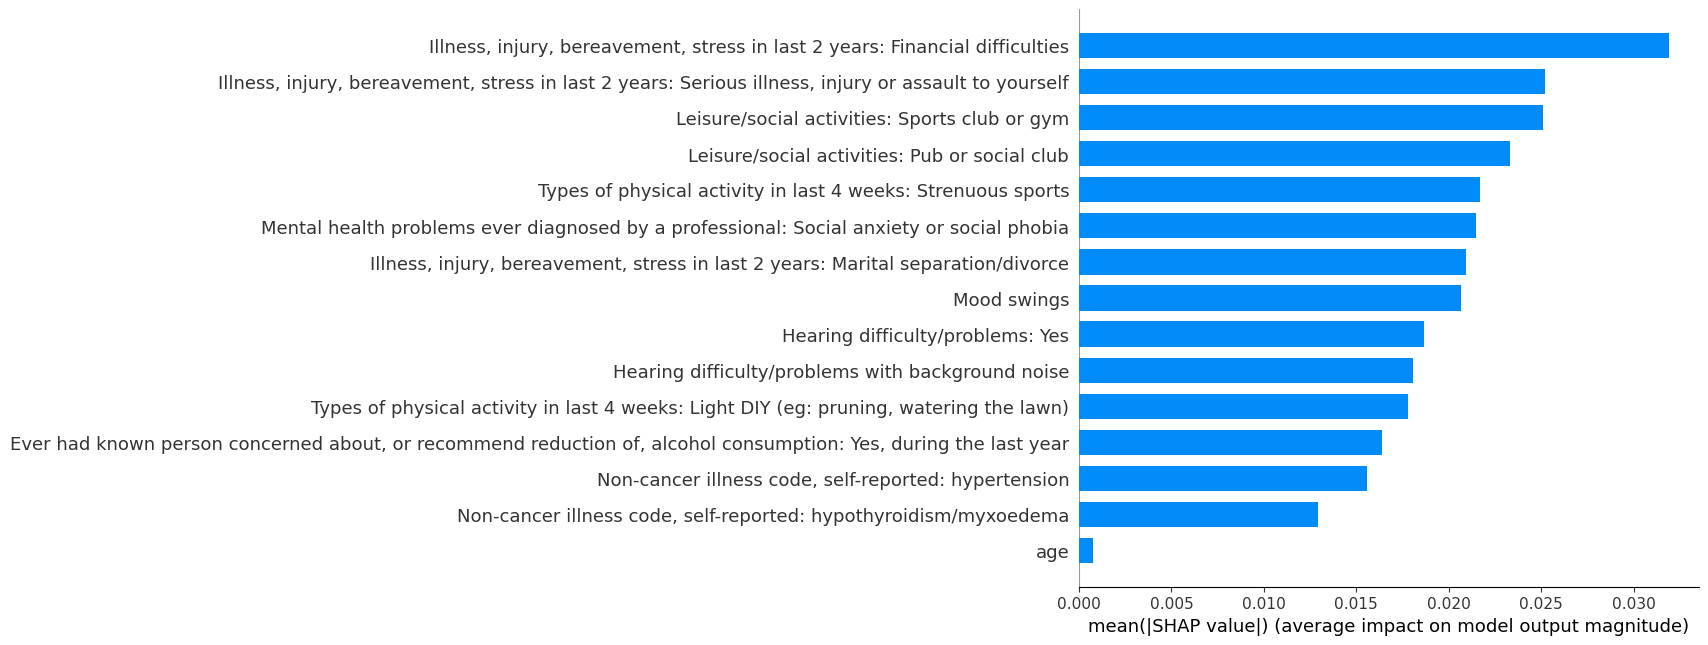 Illness, injury, bereavement, stress in last 2 years: Financial difficulties
Illness, injury, bereavement, stress in last 2 years: Serious illness, injury or assault to yourself
Leisure/social activities: Sports club or gym
Leisure/social activities: Pub or social club
Types of physical activity in last 4 weeks: Strenuous sports
Mental health problems ever diagnosed by a professional: Social anxiety or social phobia
Illness, injury, bereavement, stress in last 2 years: Marital separation/divorce
Mood swings
Hearing difficulty/problems: Yes
Hearing difficulty/problems with background noise
Types of physical activity in last 4 weeks: Light DIY (eg: pruning, watering the lawn)
Ever had known person concerned about, or recommend reduction of, alcohol consumption: Yes, during the last year
Non-cancer illness code, self-reported: hypertension
Non-cancer illness code, self-reported: hypothyroidism/myxoedema
age
0.000 0.005 0.010 0.015 0.020 0.025 0.030
mean(|SHAP value|) (average impact on model output magnitude)